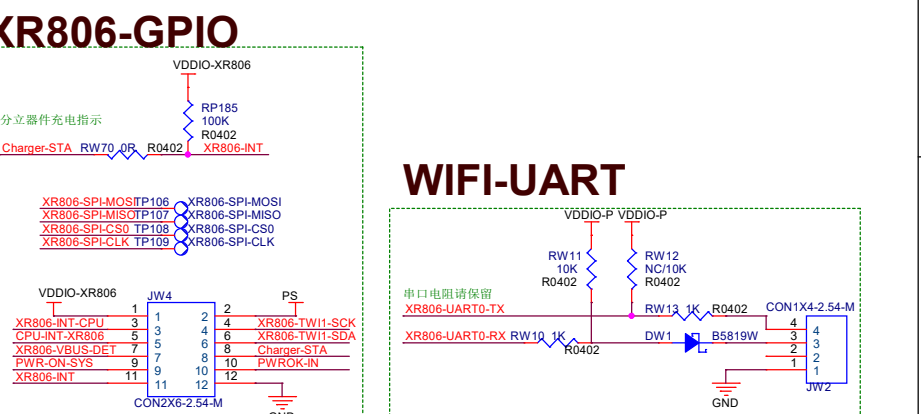 XR806-GPIO
VDDIO-XR806
RP185
100K
R0402
分立器件充电指示
Charger-STA RW70 0R R0402 XR806-INT
XR806-SPI-MOSI TP106 XR806-SPI-MOSI
XR806-SPI-MISO TP107 XR806-SPI-MISO
XR806-SPI-CS0 TP108 XR806-SPI-CS0
XR806-SPI-CLK TP109 XR806-SPI-CLK
VDDIO-XR806 JW4 PS
1 1 2 2
XR806-INT-CPU 3 3 4 4 XR806-TWI1-SCK
CPU-INT-XR806 5 5 6 6 XR806-TWI1-SDA
XR806-VBUS-DET 7 7 8 8 Charger-STA
PWR-ON-SYS 9 9 10 10 PWROK-IN
XR806-INT 11 11 12 12
CON2X6-2.54-M
GND
WIFI-UART
VDDIO-P VDDIO-P
RW11 RW12
10K NC/10K
R0402 R0402
串口电阻请保留
XR806-UART0-TX RW13 1K R0402 CON1X4-2.54-M
XR806-UART0-RX RW10 1K R0402 DW1 B5819W
4 4
3 3
2 2
1 1
JW2
GND